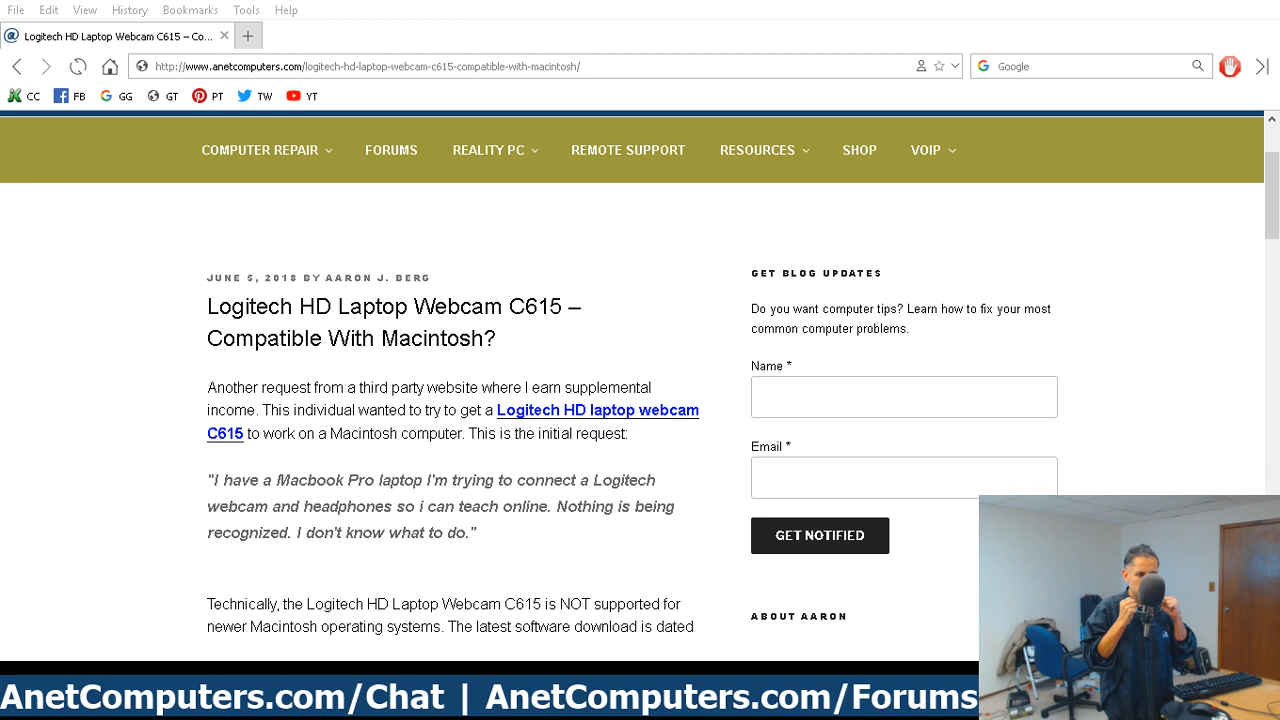 File Edit View History Bookmarks Tools Help
Logitech HD Laptop Webcam C615 – Co...
http://www.anetcomputers.com/logitech-hd-laptop-webcam-c615-compatible-with-macintosh/
Google
CC FB GG GT PT TW YT
COMPUTER REPAIR FORUMS REALITY PC REMOTE SUPPORT RESOURCES SHOP VOIP
JUNE 5, 2018 BY AARON J. BERG
Logitech HD Laptop Webcam C615 –
Compatible With Macintosh?
Another request from a third party website where I earn supplemental
income. This individual wanted to try to get a Logitech HD laptop webcam
C615 to work on a Macintosh computer. This is the initial request:
"I have a Macbook Pro laptop I'm trying to connect a Logitech
webcam and headphones so i can teach online. Nothing is being
recognized. I don't know what to do."
Technically, the Logitech HD Laptop Webcam C615 is NOT supported for
newer Macintosh operating systems. The latest software download is dated
GET BLOG UPDATES
Do you want computer tips? Learn how to fix your most
common computer problems.
Name *
Email *
GET NOTIFIED
ABOUT AARON
AnetComputers.com/Chat | AnetComputers.com/Forums